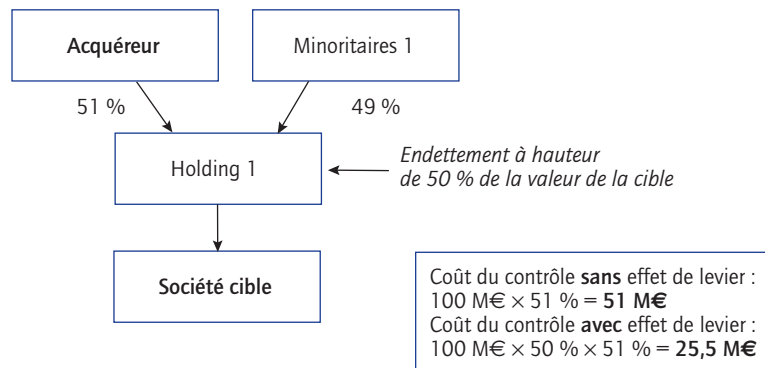 Acquéreur
Minoritaires 1
51 %
49 %
Holding 1
Endettement à hauteur
de 50 % de la valeur de la cible
Société cible
Coût du contrôle sans effet de levier :
100 M€ × 51 % = 51 M€
Coût du contrôle avec effet de levier :
100 M€ × 50 % × 51 % = 25,5 M€